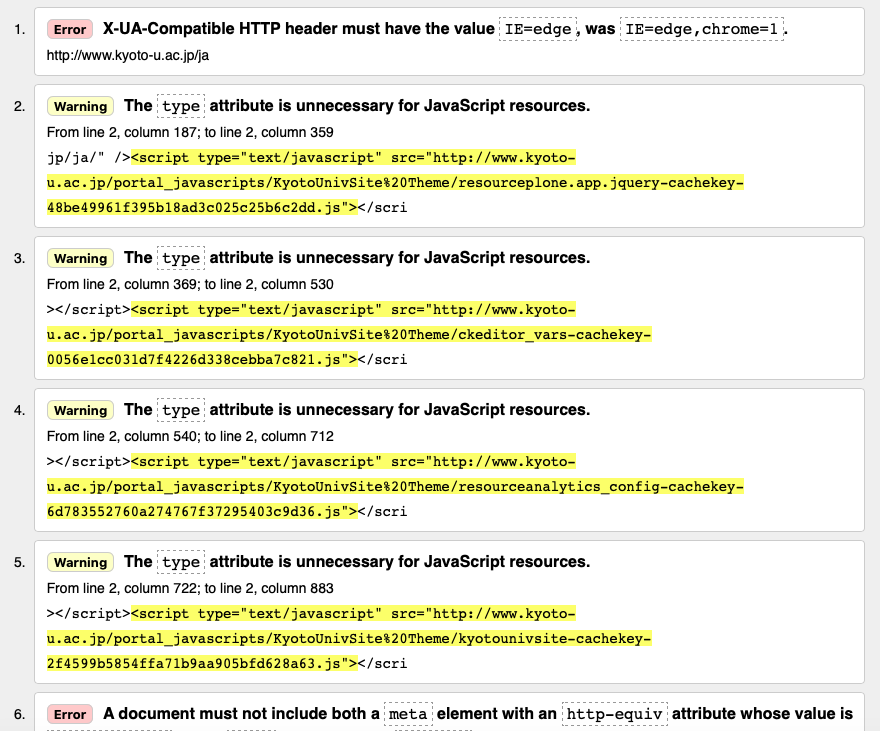 1. Error X-UA-Compatible HTTP header must have the value IE=edge, was IE=edge,chrome=1.
http://www.kyoto-u.ac.jp/ja
2. Warning The type attribute is unnecessary for JavaScript resources.
From line 2, column 187; to line 2, column 359
jp/ja/" /><script type="text/javascript" src="http://www.kyoto-
u.ac.jp/portal_javascripts/KyotoUnivSite%20Theme/resourceplone.app.jquery-cachekey-
48be49961f395b18ad3c025c25b6c2dd.js"></scri
3. Warning The type attribute is unnecessary for JavaScript resources.
From line 2, column 369; to line 2, column 530
></script><script type="text/javascript" src="http://www.kyoto-
u.ac.jp/portal_javascripts/KyotoUnivSite%20Theme/ckeditor_vars-cachekey-
0056e1cc031d7f4226d338cebba7c821.js"></scri
4. Warning The type attribute is unnecessary for JavaScript resources.
From line 2, column 540; to line 2, column 712
></script><script type="text/javascript" src="http://www.kyoto-
u.ac.jp/portal_javascripts/KyotoUnivSite%20Theme/resourceanalytics_config-cachekey-
6d783552760a274767f37295403c9d36.js"></scri
5. Warning The type attribute is unnecessary for JavaScript resources.
From line 2, column 722; to line 2, column 883
></script><script type="text/javascript" src="http://www.kyoto-
u.ac.jp/portal_javascripts/KyotoUnivSite%20Theme/kyotounivsite-cachekey-
2f4599b5854ffa71b9aa905bfd628a63.js"></scri
6. Error A document must not include both a meta element with an http-equiv attribute whose value is